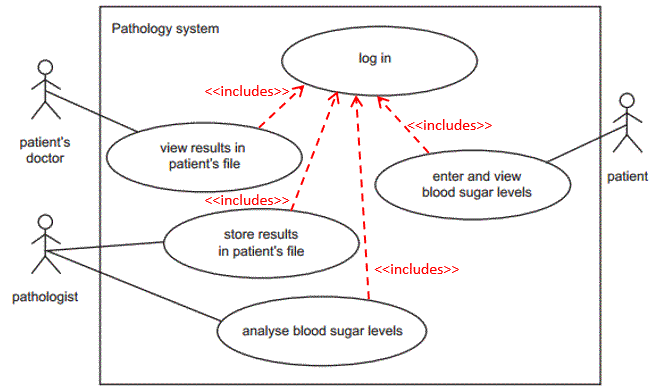 Pathology system
log in
<<includes>>
patient's
doctor
view results in
patient's file
<<includes>>
enter and view
blood sugar levels
patient
<<includes>>
store results
in patient's file
<<includes>>
pathologist
analyse blood sugar levels